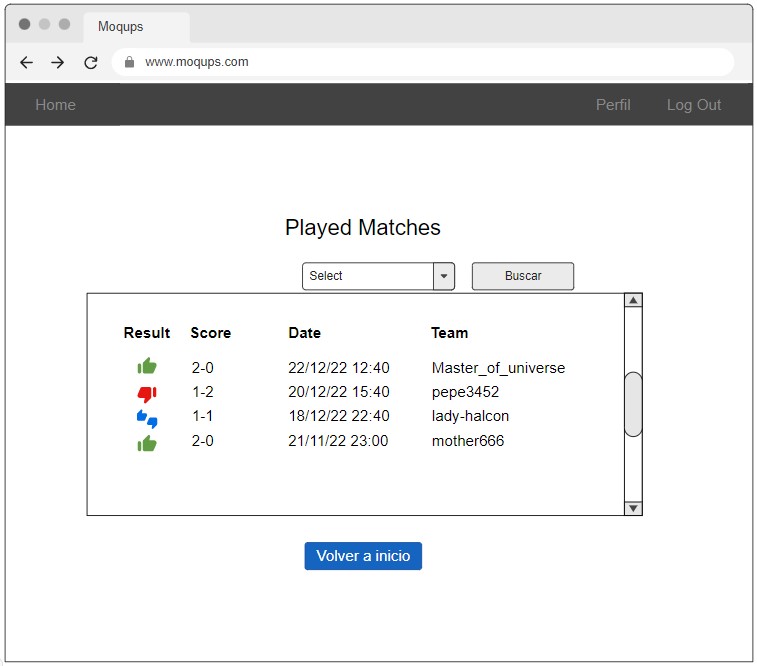 Moqups
www.moqups.com
Home Perfil Log Out
Played Matches
Select Buscar
Result Score Date Team
2-0 22/12/22 12:40 Master_of_universe
1-2 20/12/22 15:40 pepe3452
1-1 18/12/22 22:40 lady-halcon
2-0 21/11/22 23:00 mother666
Volver a inicio